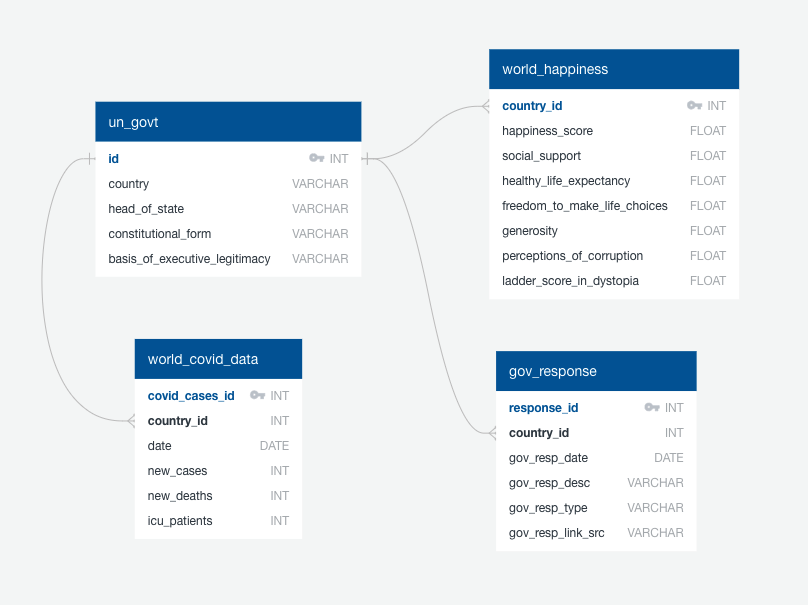 un_govt
id INT
country VARCHAR
head_of_state VARCHAR
constitutional_form VARCHAR
basis_of_executive_legitimacy VARCHAR
world_happiness
country_id INT
happiness_score FLOAT
social_support FLOAT
healthy_life_expectancy FLOAT
freedom_to_make_life_choices FLOAT
generosity FLOAT
perceptions_of_corruption FLOAT
ladder_score_in_dystopia FLOAT
world_covid_data
covid_cases_id INT
country_id INT
date DATE
new_cases INT
new_deaths INT
icu_patients INT
gov_response
response_id INT
country_id INT
gov_resp_date DATE
gov_resp_desc VARCHAR
gov_resp_type VARCHAR
gov_resp_link_src VARCHAR